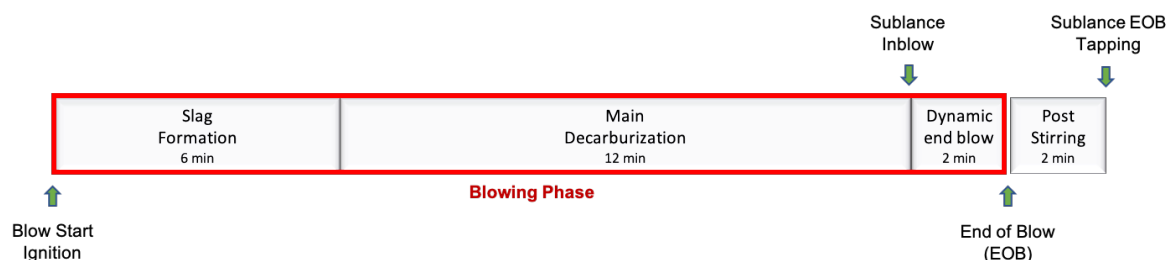 Sublance
Inblow
Sublance EOB
Tapping
Slag
Formation
6 min
Main
Decarburization
12 min
Dynamic
end blow
2 min
Post
Stirring
2 min
Blowing Phase
Blow Start
Ignition
End of Blow
(EOB)